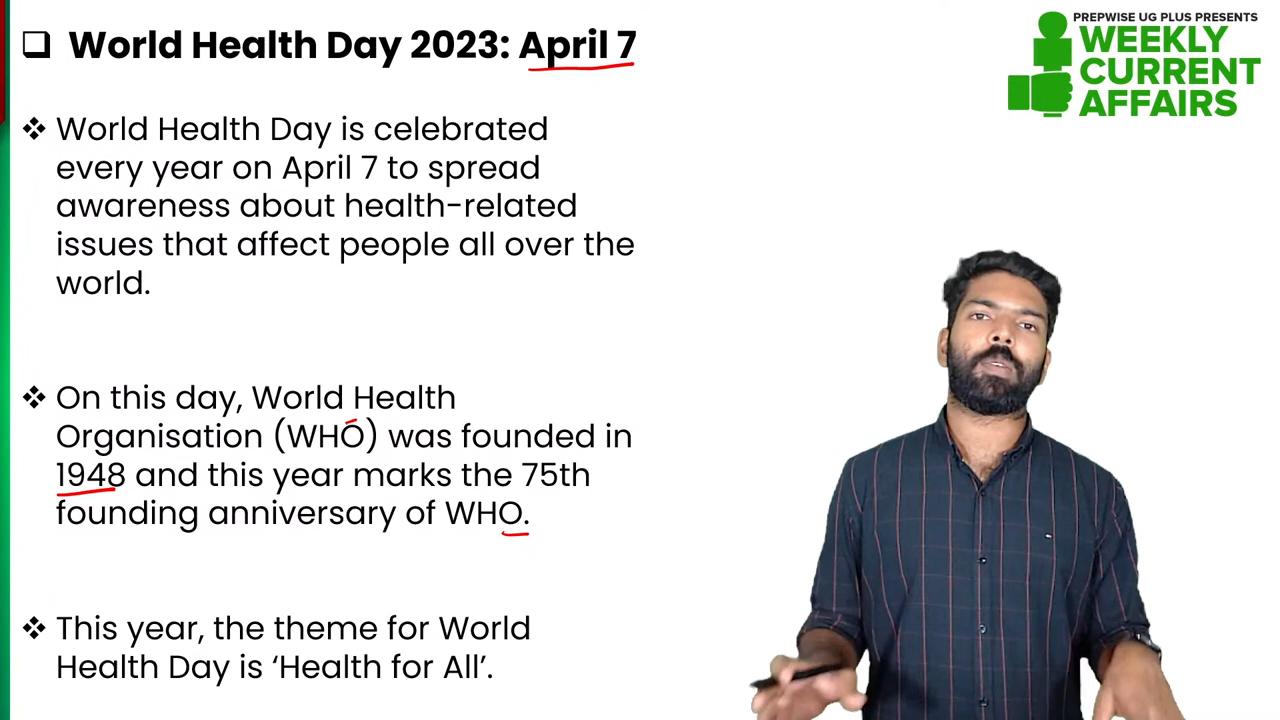 World Health Day 2023: April 7
World Health Day is celebrated
every year on April 7 to spread
awareness about health-related
issues that affect people all over the
world.
On this day, World Health
Organisation (WHO) was founded in
1948 and this year marks the 75th
founding anniversary of WHO.
This year, the theme for World
Health Day is ‘Health for All’.
PREPWISE UG PLUS PRESENTS
WEEKLY
CURRENT
AFFAIRS